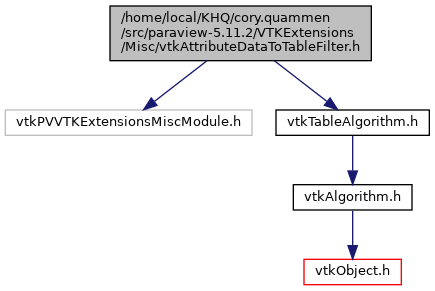 /home/local/KHQ/cory.quammen
/src/paraview-5.11.2/VTKExtensions
/Misc/vtkAttributeDataToTableFilter.h
vtkPVVTKExtensionsMiscModule.h
vtkTableAlgorithm.h
vtkAlgorithm.h
vtkObject.h